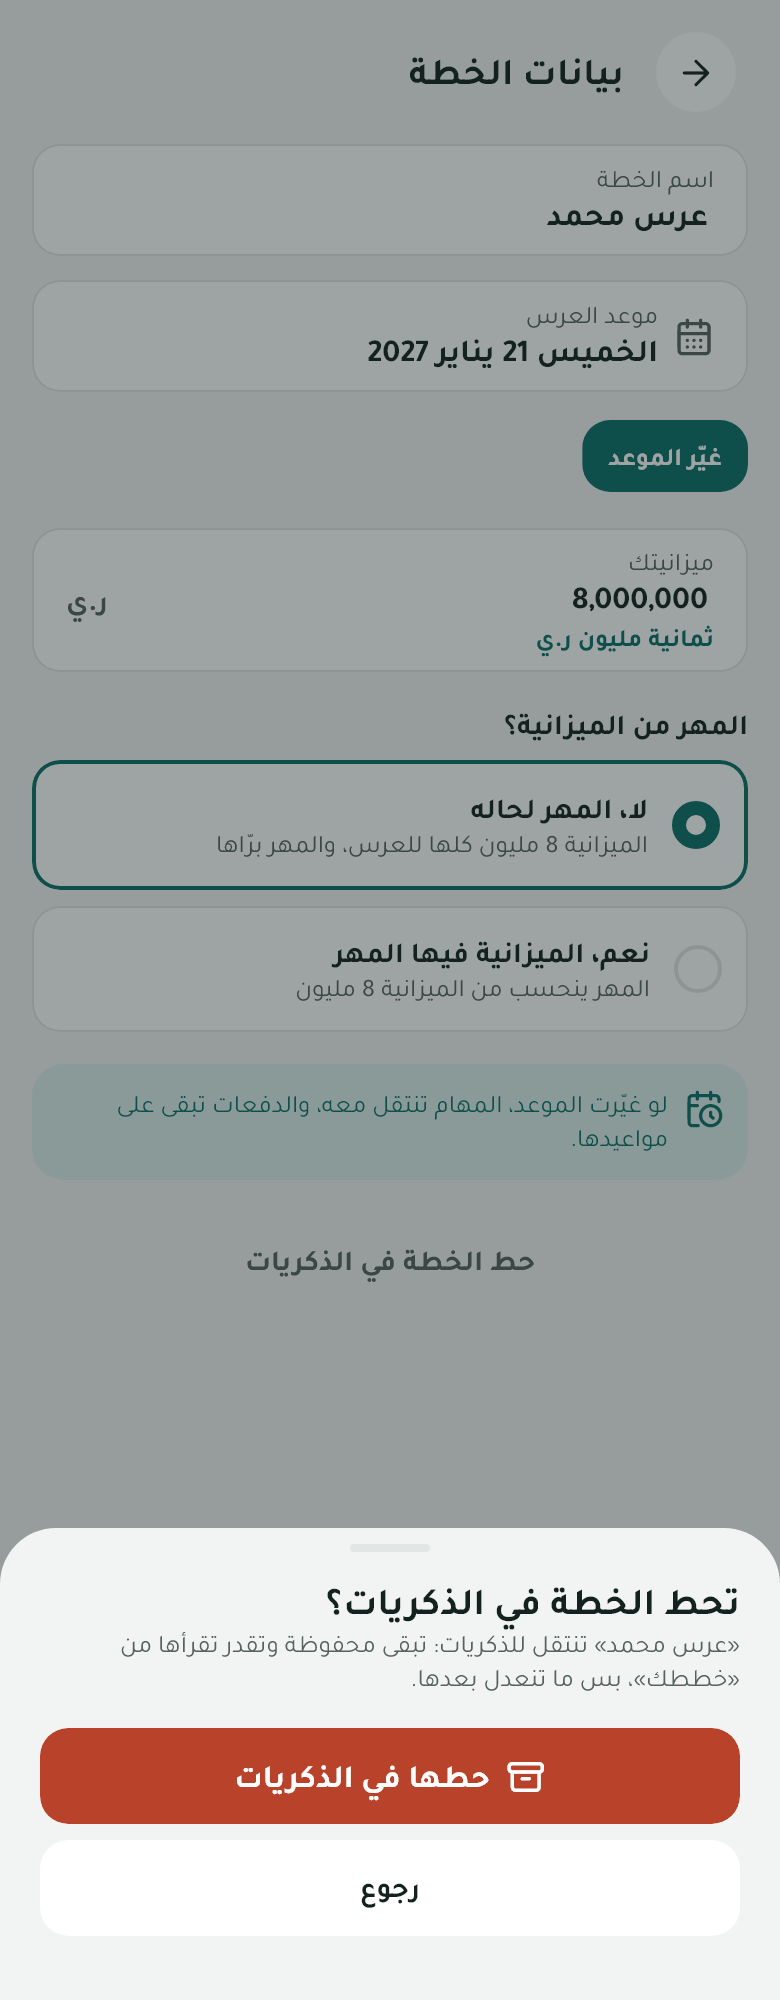 بيانات الخطة
اسم الخطة
عرس محمد
موعد العرس
الخميس 21 يناير 2027
غيّر الموعد
ميزانيتك
8,000,000
ر.ي
ثمانية مليون ر.ي
المهر من الميزانية؟
لا، المهر لحاله
الميزانية 8 مليون كلها للعرس، والمهر برّاها
نعم، الميزانية فيها المهر
المهر ينحسب من الميزانية 8 مليون
لو غيّرت الموعد، المهام تنتقل معه، والدفعات تبقى على
مواعيدها.
حط الخطة في الذكريات
تحط الخطة في الذكريات؟
«عرس محمد» تنتقل للذكريات: تبقى محفوظة وتقدر تقرأها من
«خططك»، بس ما تنعدل بعدها.
حطها في الذكريات
رجوع